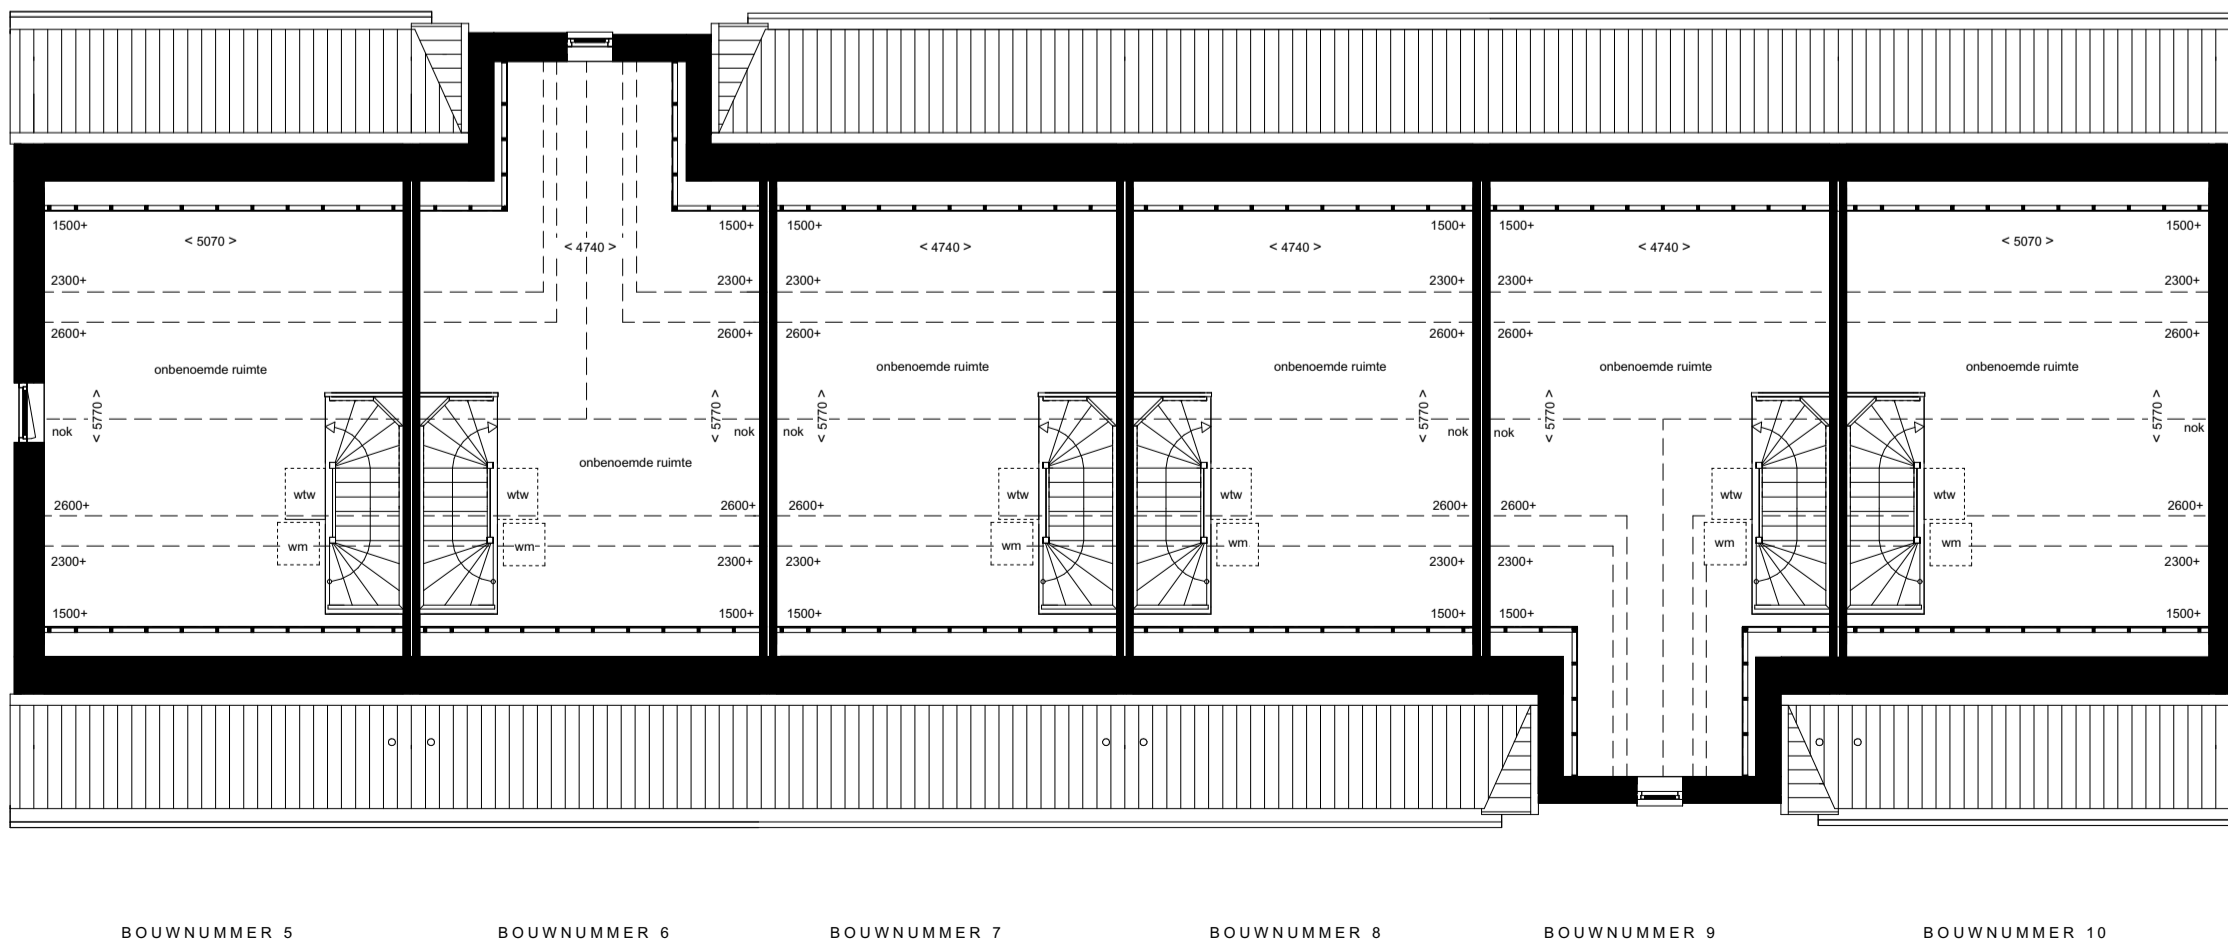 1500+ < 5070 > 1500+ 1500+ 1500+ 1500+ 1500+
< 4740 > < 4740 > < 4740 > < 4740 > < 5070 >
2300+ 2300+ 2300+ 2300+ 2300+ 2300+
2600+ 2600+ 2600+ 2600+ 2600+ 2600+
onbenoemde ruimte onbenoemde ruimte onbenoemde ruimte onbenoemde ruimte onbenoemde ruimte
< 5770 > < 5770 > < 5770 > < 5770 > < 5770 > < 5770 >
nok nok nok nok nok nok
onbenoemde ruimte
wtw wtw wtw wtw wtw wtw
2600+ 2600+ 2600+ 2600+ 2600+ 2600+
wm wm wm wm wm wm
2300+ 2300+ 2300+ 2300+ 2300+ 2300+
1500+ 1500+ 1500+ 1500+ 1500+ 1500+
BOUWNUMMER 5 BOUWNUMMER 6 BOUWNUMMER 7 BOUWNUMMER 8 BOUWNUMMER 9 BOUWNUMMER 10